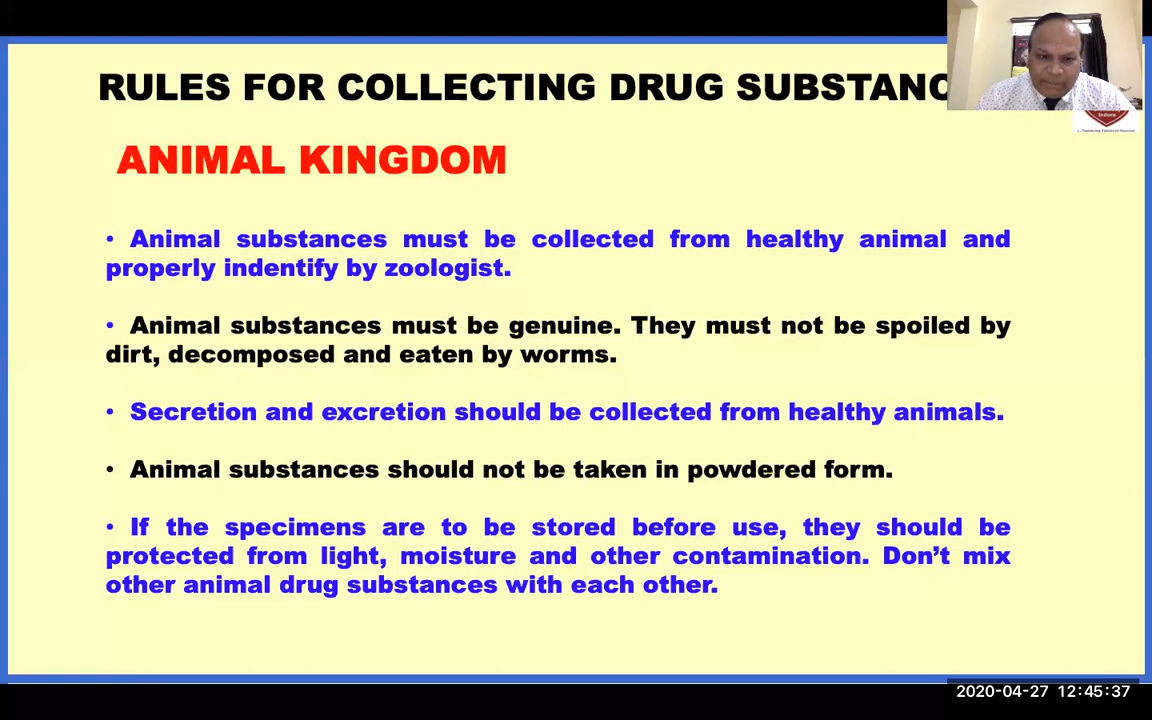 RULES FOR COLLECTING DRUG SUBSTANC
ANIMAL KINGDOM
• Animal substances must be collected from healthy animal and
properly indentify by zoologist.
• Animal substances must be genuine. They must not be spoiled by
dirt, decomposed and eaten by worms.
• Secretion and excretion should be collected from healthy animals.
• Animal substances should not be taken in powdered form.
• If the specimens are to be stored before use, they should be
protected from light, moisture and other contamination. Don’t mix
other animal drug substances with each other.
2020-04-27 12:45:37